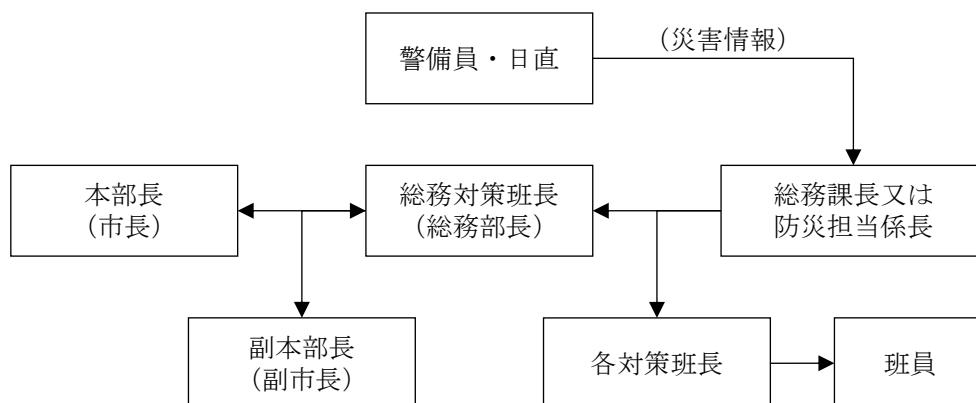 警備員・日直
（災害情報）
本部長
（市長）
総務対策班長
（総務部長）
総務課長又は
防災担当係長
副本部長
（副市長）
各対策班長
班員